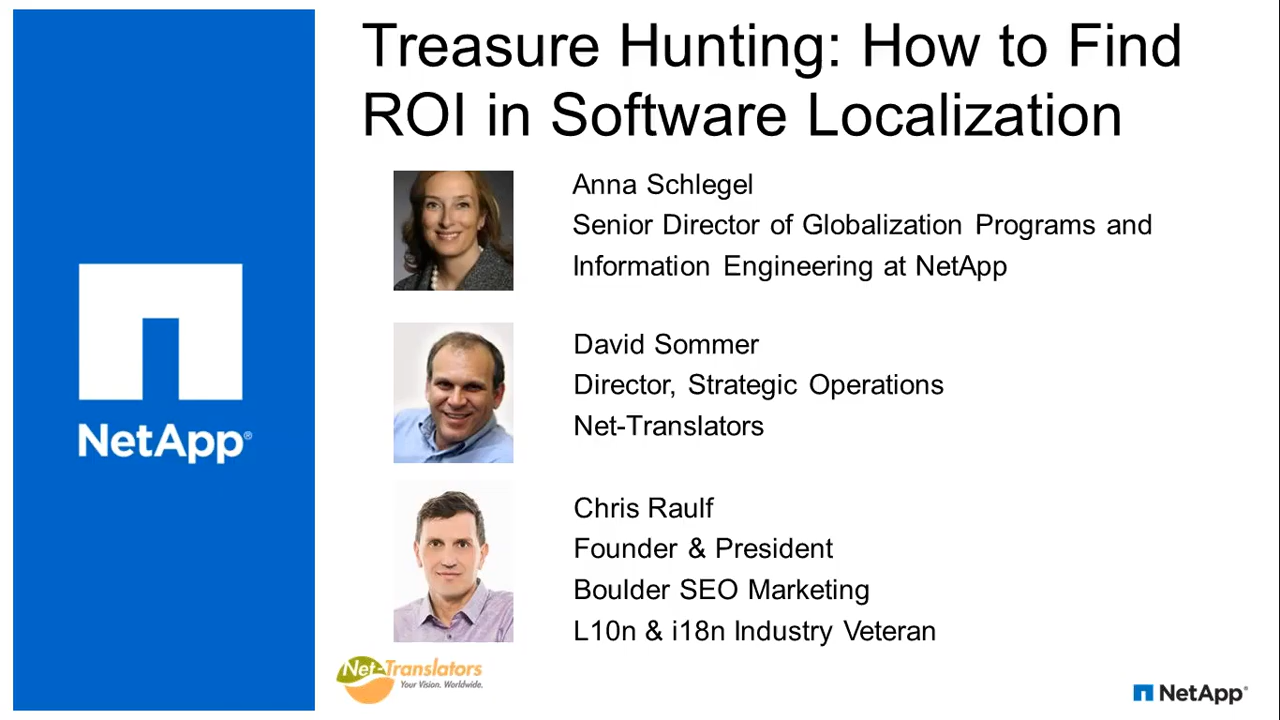 Treasure Hunting: How to Find
ROI in Software Localization
Anna Schlegel
Senior Director of Globalization Programs and
Information Engineering at NetApp
NetApp®
David Sommer
Director, Strategic Operations
Net-Translators
Chris Raulf
Founder & President
Boulder SEO Marketing
L10n & i18n Industry Veteran
Net-Translators
Your Vision. Worldwide.
NetApp®